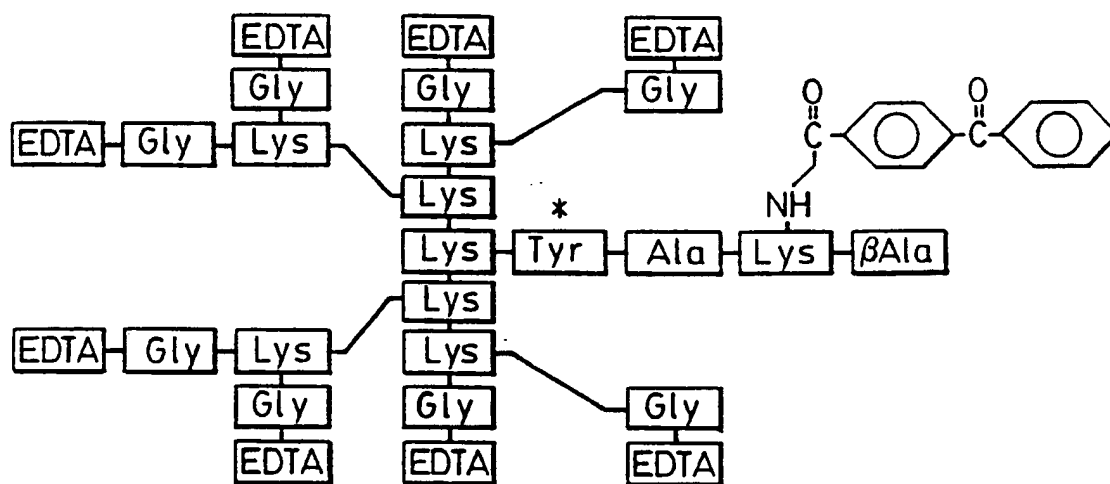 EDTA EDTA EDTA
Gly Gly Gly
O O
EDTA Gly Lys Lys C C
Lys
* NH
Lys Tyr Ala Lys βAla
Lys
EDTA Gly Lys Lys
Gly Gly Gly
EDTA EDTA EDTA